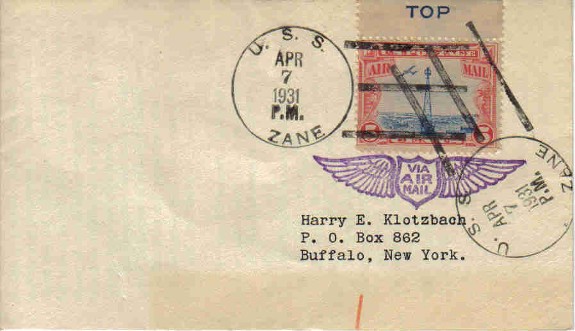 TOP
U. S. S.
APR
7
1931
P.M.
ZANE
AIR MAIL
VIA
AIR
MAIL
U. S. S.
APR
7
1931
P.M.
ZANE
Harry E. Klotzbach
P. O. Box 862
Buffalo, New York.